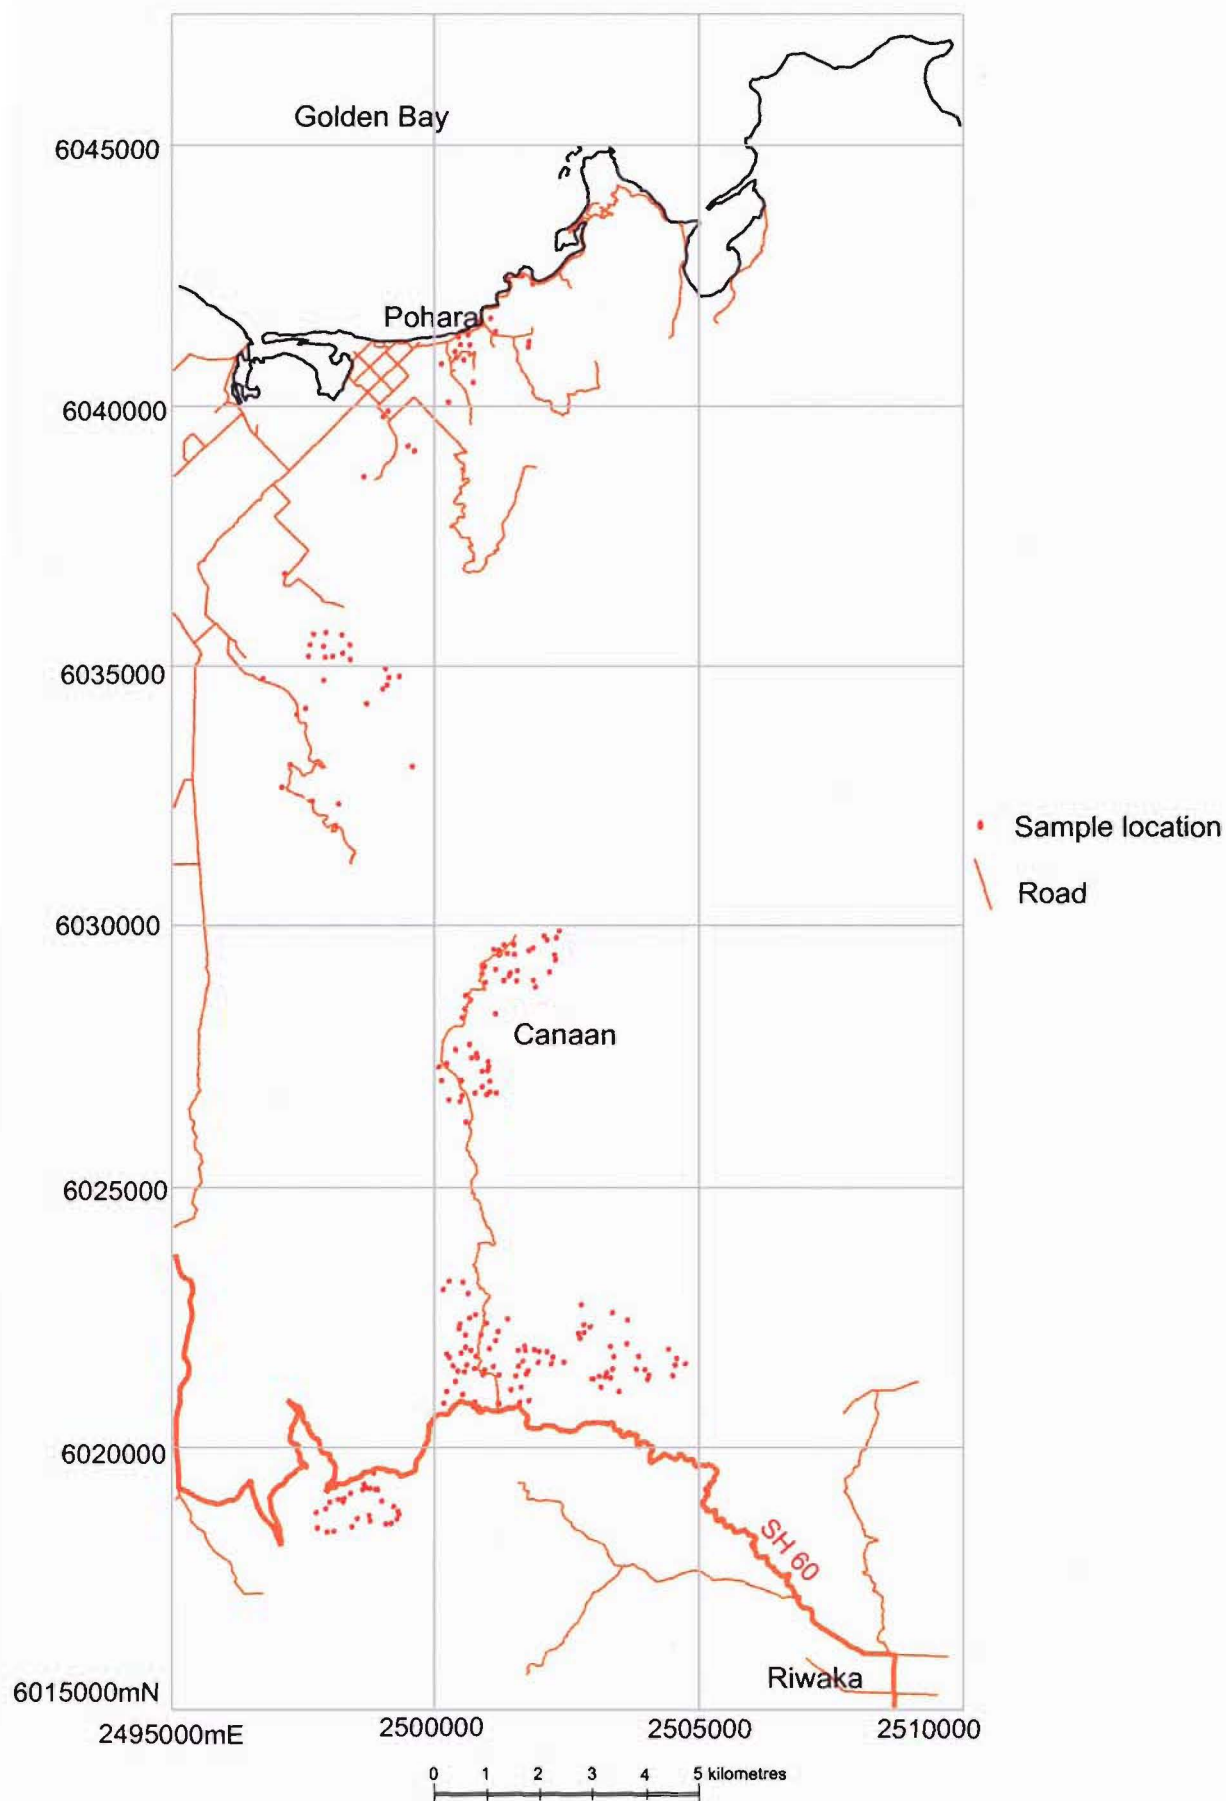 Golden Bay
6045000
Pohara
6040000
6035000
Sample location
Road
6030000
Canaan
6025000
6020000
SH 60
Riwaka
6015000mN
2495000mE
2500000
2505000
2510000
0 1 2 3 4 5 kilometres